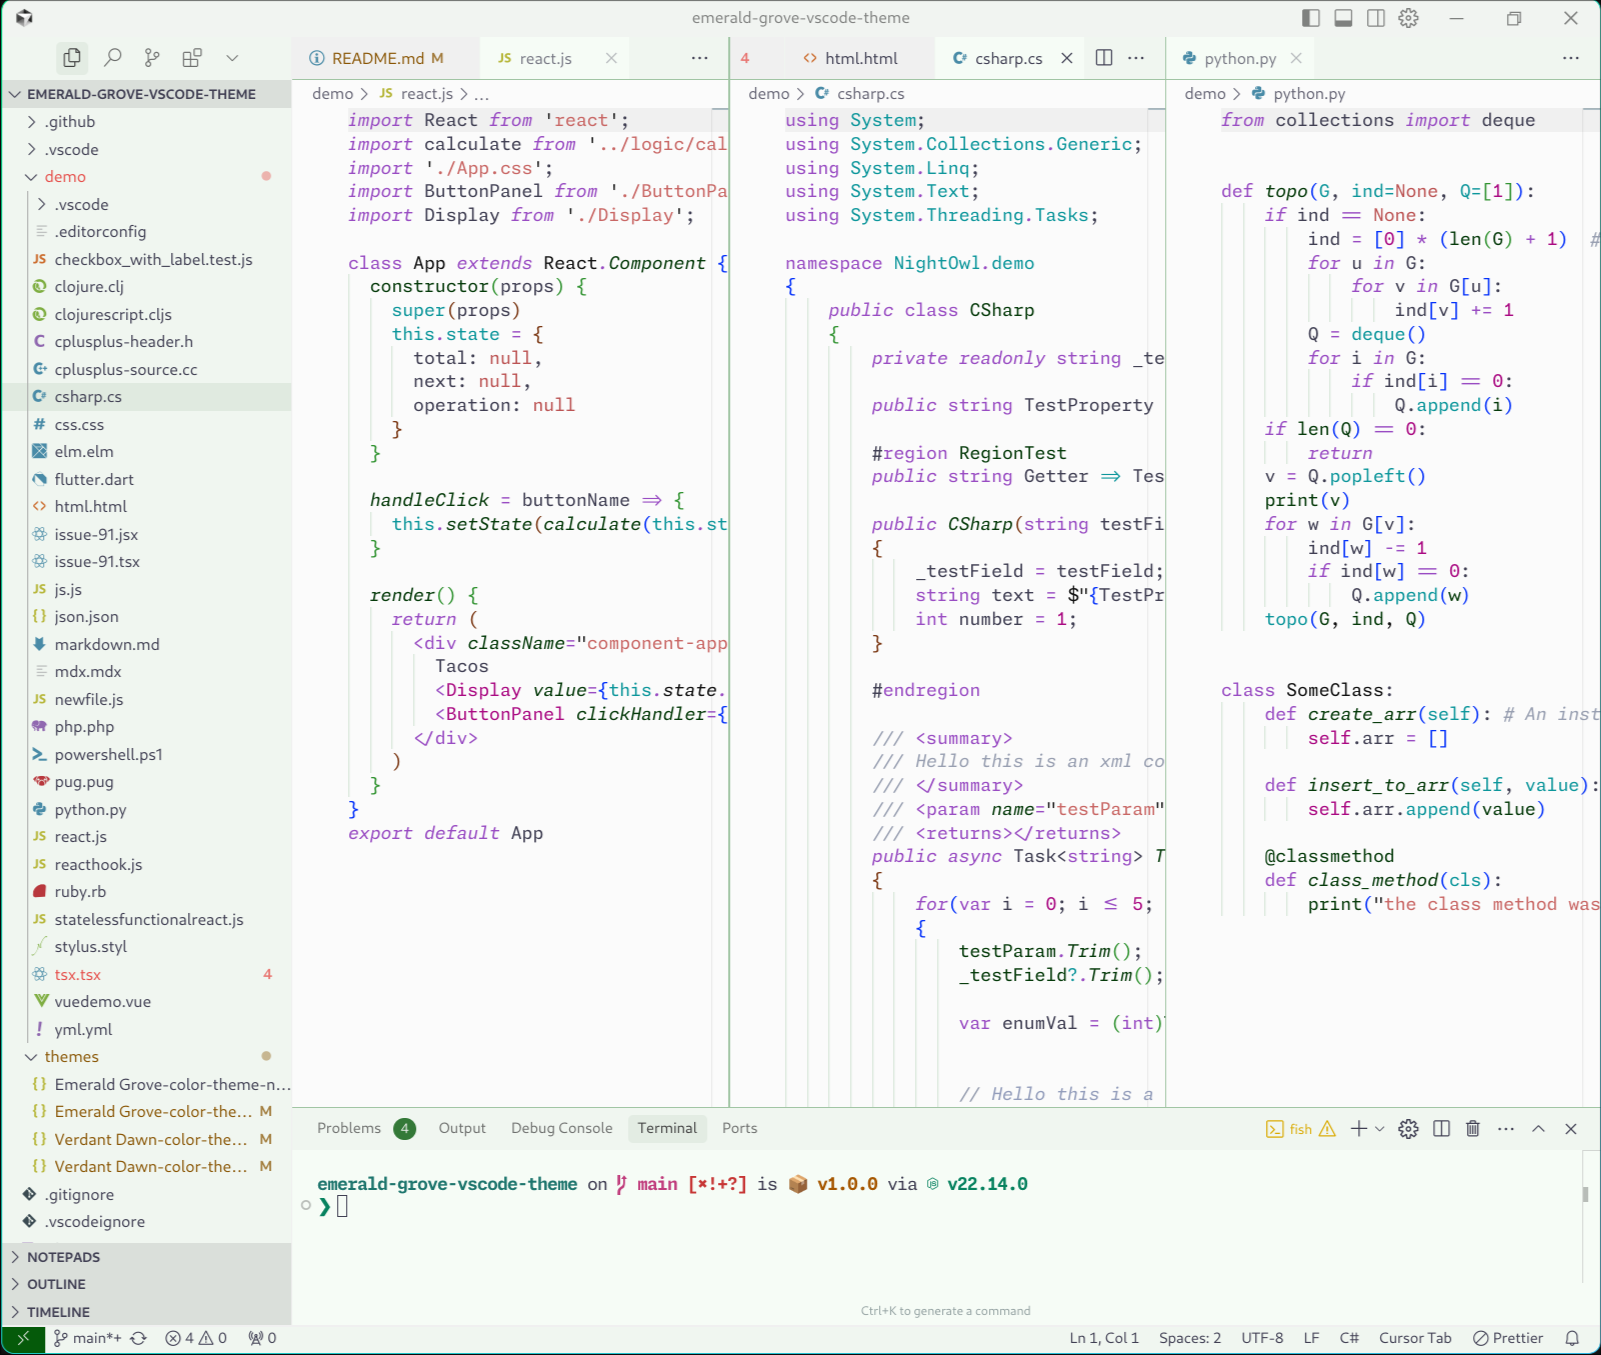 emerald-grove-vscode-theme
README.md M
JS react.js
4
html.html
csharp.cs
python.py
EMERALD-GROVE-VSCODE-THEME
.github
.vscode
demo
.vscode
.editorconfig
JS checkbox_with_label.test.js
clojure.clj
clojurescript.cljs
C cplusplus-header.h
cplusplus-source.cc
csharp.cs
# css.css
elm.elm
flutter.dart
<> html.html
issue-91.jsx
issue-91.tsx
JS js.js
{} json.json
markdown.md
mdx.mdx
JS newfile.js
php.php
powershell.ps1
pug.pug
python.py
JS react.js
JS reacthook.js
ruby.rb
JS statelessfunctionalreact.js
stylus.styl
tsx.tsx 4
vuedemo.vue
! yml.yml
themes
{} Emerald Grove-color-theme-n...
{} Emerald Grove-color-the... M
{} Verdant Dawn-color-the... M
{} Verdant Dawn-color-the... M
.gitignore
.vscodeignore
NOTEPADS
OUTLINE
TIMELINE
demo > JS react.js > ...
import React from 'react';
import calculate from '../logic/cal
import './App.css';
import ButtonPanel from './ButtonPa
import Display from './Display';
class App extends React.Component {
constructor(props) {
super(props)
this.state = {
total: null,
next: null,
operation: null
}
}
handleClick = buttonName => {
this.setState(calculate(this.st
}
render() {
return (
<div className="component-app
Tacos
<Display value={this.state.
<ButtonPanel clickHandler={
</div>
)
}
}
export default App
demo > csharp.cs
using System;
using System.Collections.Generic;
using System.Linq;
using System.Text;
using System.Threading.Tasks;
namespace NightOwl.demo
{
public class CSharp
{
private readonly string _te
public string TestProperty
#region RegionTest
public string Getter => Tes
public CSharp(string testFi
{
_testField = testField;
string text = $"{TestPr
int number = 1;
}
#endregion
/// <summary>
/// Hello this is an xml co
/// </summary>
/// <param name="testParam"
/// <returns></returns>
public async Task<string> T
{
for(var i = 0; i <= 5;
{
testParam.Trim();
_testField?.Trim();
var enumVal = (int)
// Hello this is a
demo > python.py
from collections import deque
def topo(G, ind=None, Q=[1]):
if ind == None:
ind = [0] * (len(G) + 1) #
for u in G:
for v in G[u]:
ind[v] += 1
Q = deque()
for i in G:
if ind[i] == 0:
Q.append(i)
if len(Q) == 0:
return
v = Q.popleft()
print(v)
for w in G[v]:
ind[w] -= 1
if ind[w] == 0:
Q.append(w)
topo(G, ind, Q)
class SomeClass:
def create_arr(self): # An inst
self.arr = []
def insert_to_arr(self, value):
self.arr.append(value)
@classmethod
def class_method(cls):
print("the class method was
Problems 4 Output Debug Console Terminal Ports
fish
emerald-grove-vscode-theme on main [✖!+?] is 📦 v1.0.0 via v22.14.0
❯
Ctrl+K to generate a command
main*+ 4 0 0
Ln 1, Col 1 Spaces: 2 UTF-8 LF C# Cursor Tab Prettier